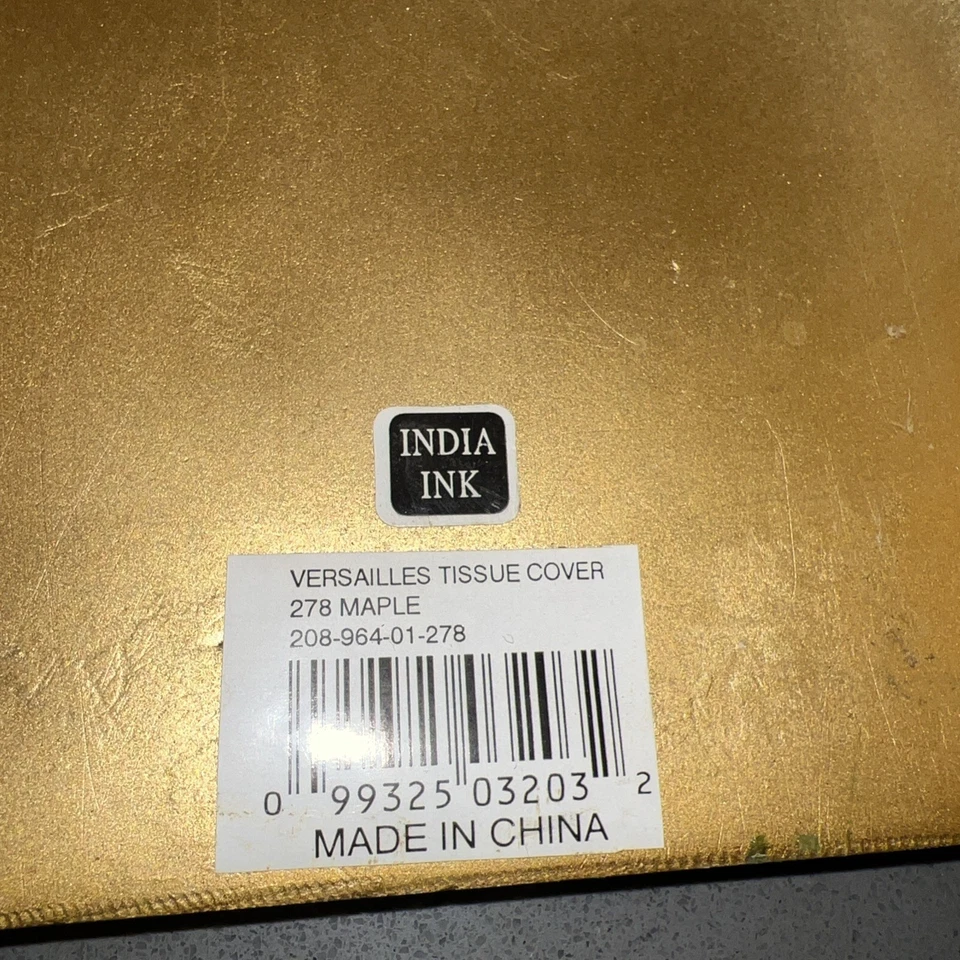 INDIA
INK
VERSAILLES TISSUE COVER
278 MAPLE
208-964-01-278
0 99325 03203 2
MADE IN CHINA